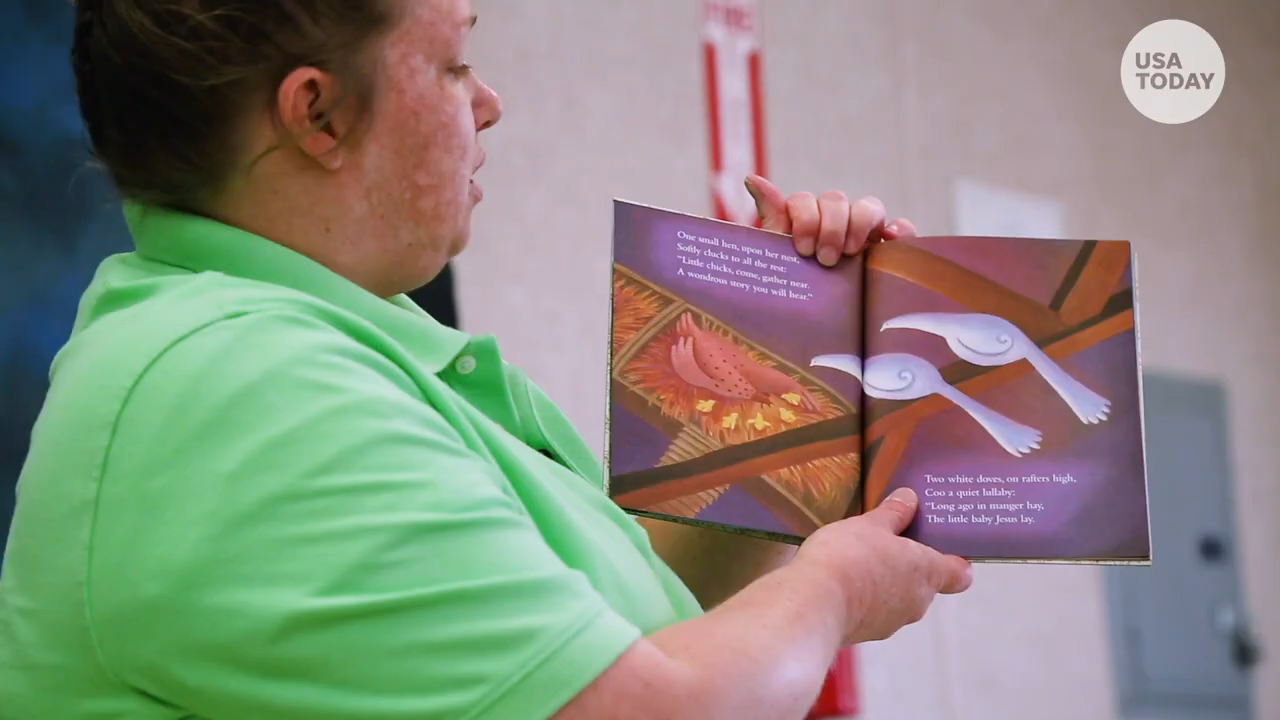 USA
TODAY
FIRE
One small hen, upon her nest,
Softly clucks to all the rest:
"Little chicks, come, gather near.
A wondrous story you will hear."
Two white doves, on rafters high,
Coo a quiet lullaby:
"Long ago in manger hay,
The little baby Jesus lay.